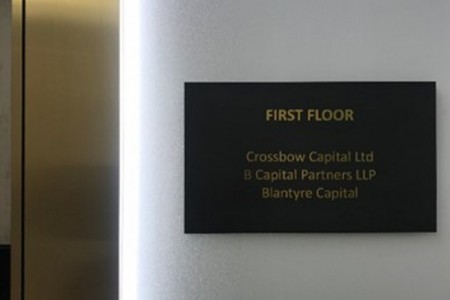 FIRST FLOOR
Crossbow Capital Ltd
B Capital Partners LLP
Blantyre Capital